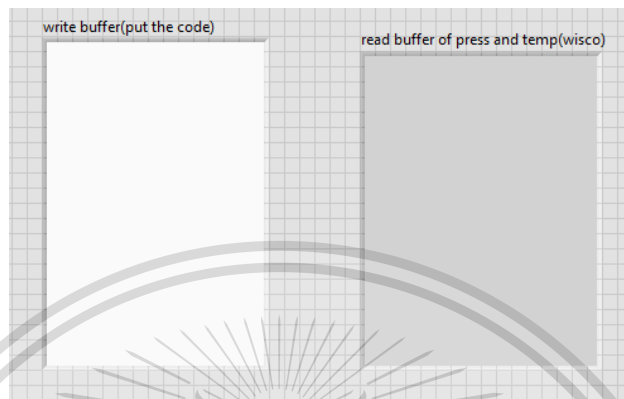 write buffer(put the code)
read buffer of press and temp(wisco)